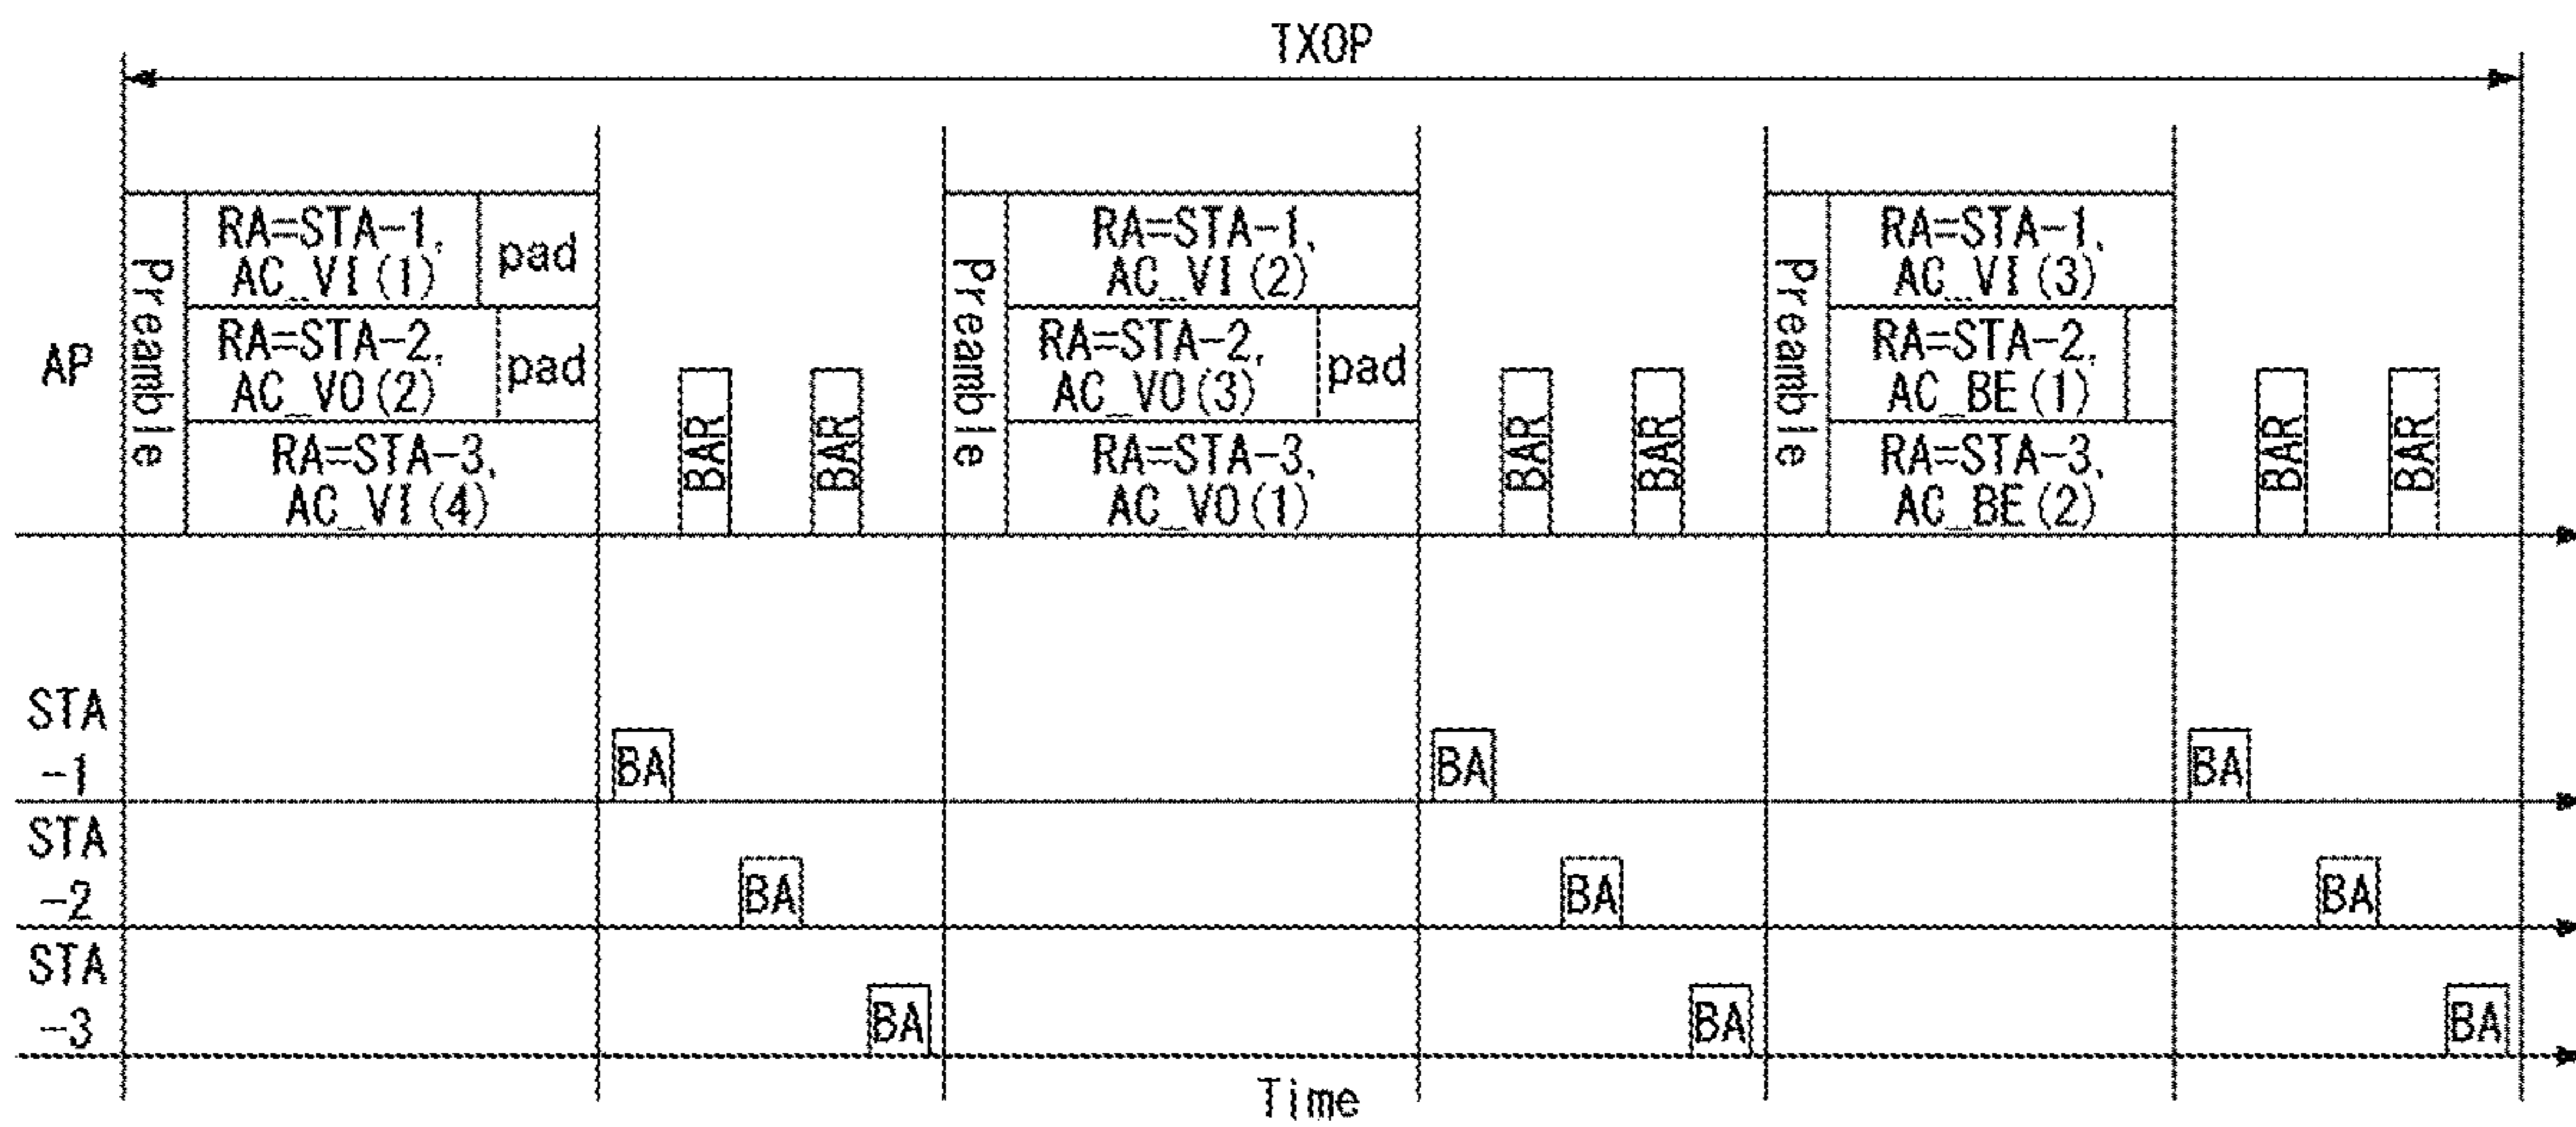 TXOP
AP
Preamble
RA=STA-1,
AC_VI(1)
pad
RA=STA-2,
AC_VO(2)
pad
RA=STA-3,
AC_VI(4)
BAR
BAR
Preamble
RA=STA-1,
AC_VI(2)
RA=STA-2,
AC_VO(3)
pad
RA=STA-3,
AC_VO(1)
BAR
BAR
Preamble
RA=STA-1,
AC_VI(3)
RA=STA-2,
AC_BE(1)
RA=STA-3,
AC_BE(2)
BAR
BAR
STA
-1
BA
BA
BA
STA
-2
BA
BA
BA
STA
-3
BA
BA
BA
Time